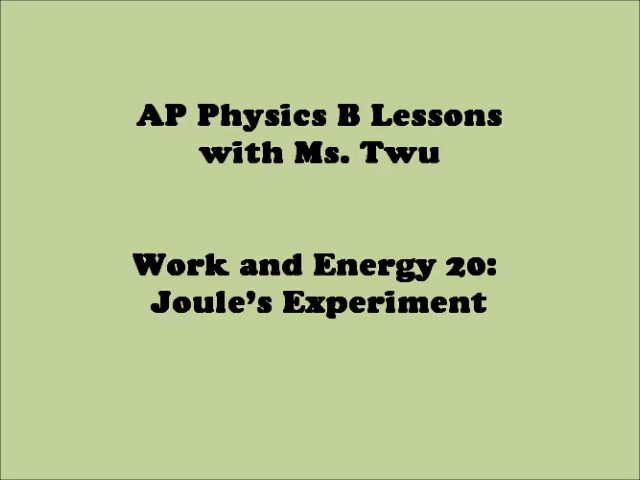 AP Physics B Lessons
with Ms. Twu
Work and Energy 20:
Joule’s Experiment